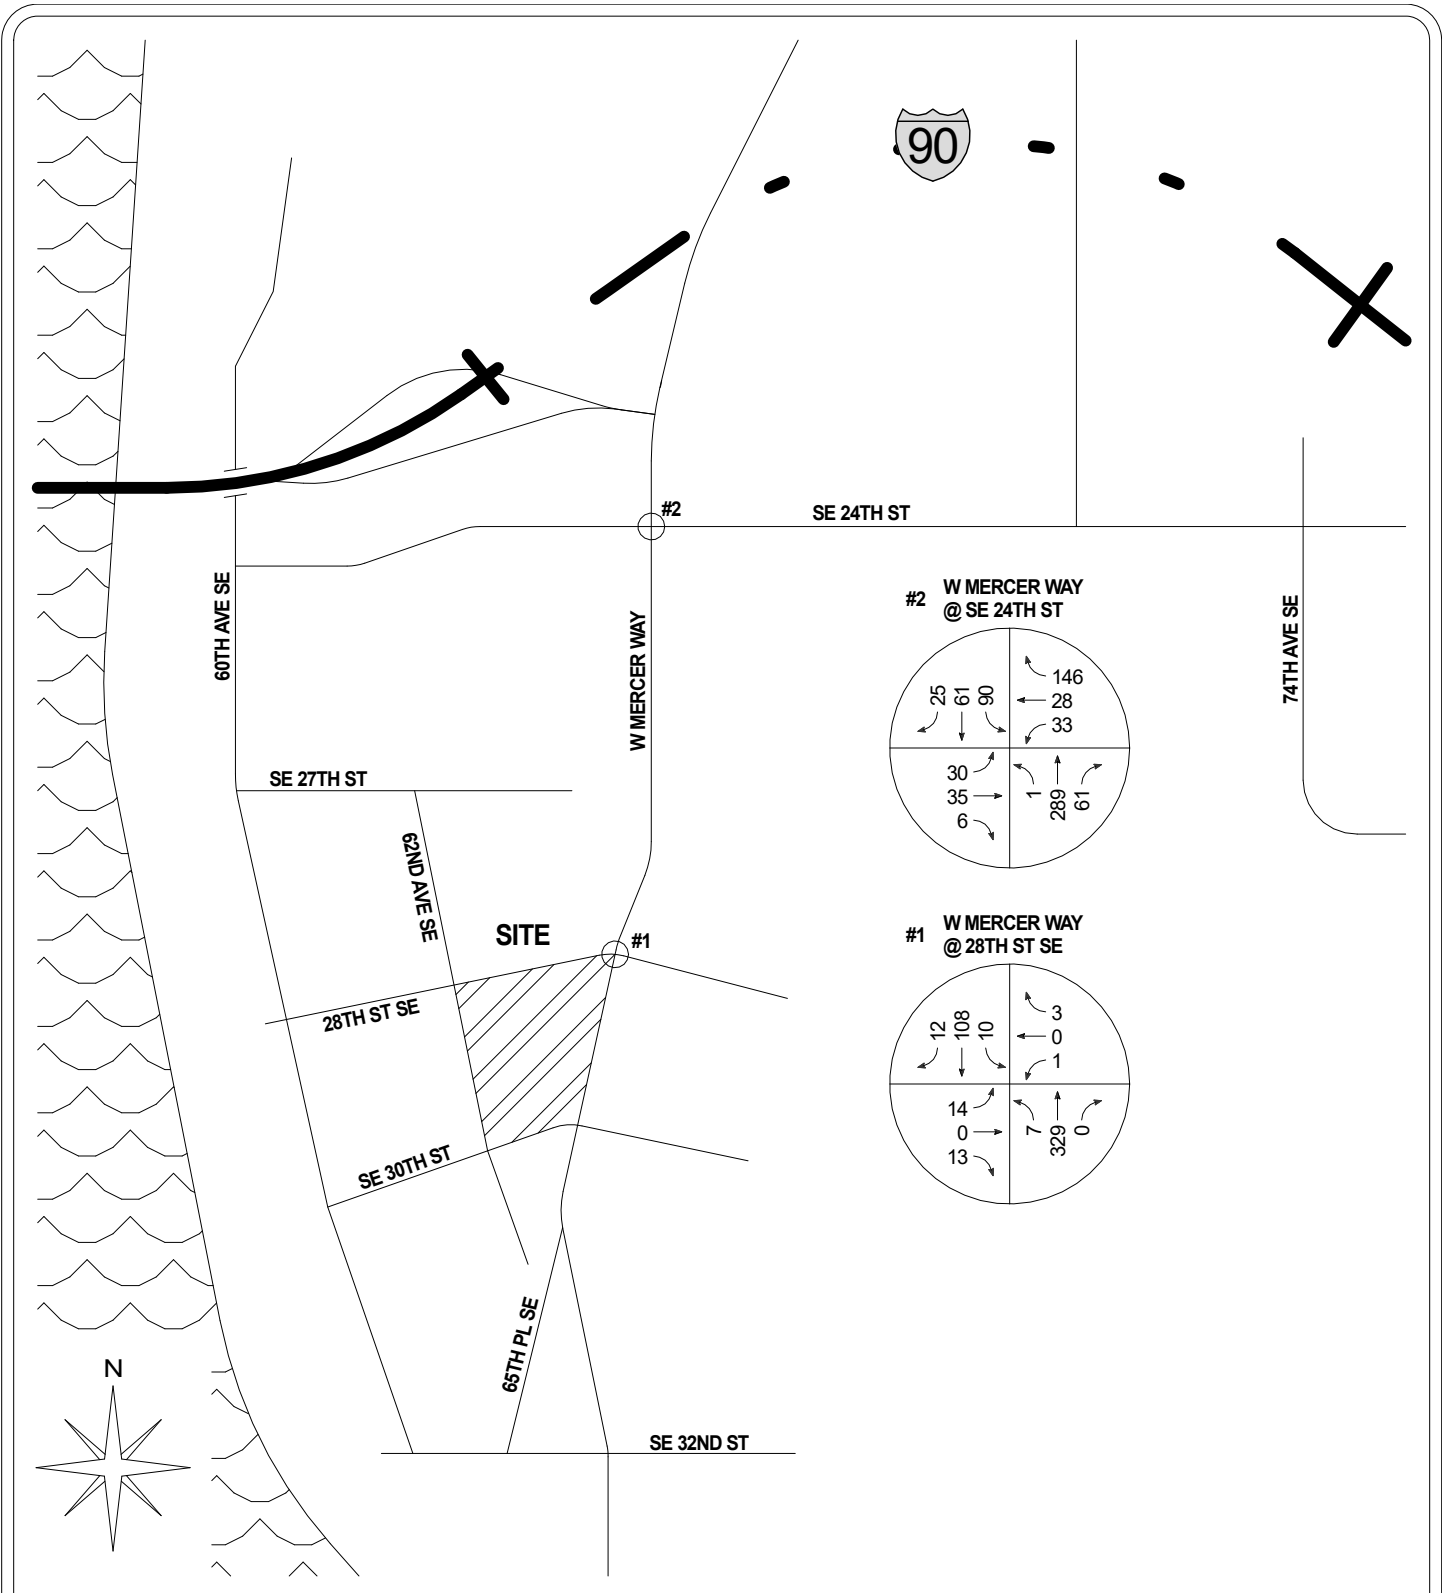 90
#2
SE 24TH ST
60TH AVE SE
W MERCER WAY
74TH AVE SE
#2 W MERCER WAY
@ SE 24TH ST
25 61 90
146
28
33
30
35
6
1 289 61
SE 27TH ST
62ND AVE SE
SITE
#1
28TH ST SE
#1 W MERCER WAY
@ 28TH ST SE
12 108 10
3
0
1
14
0
13
7 329 0
SE 30TH ST
65TH PL SE
SE 32ND ST
N